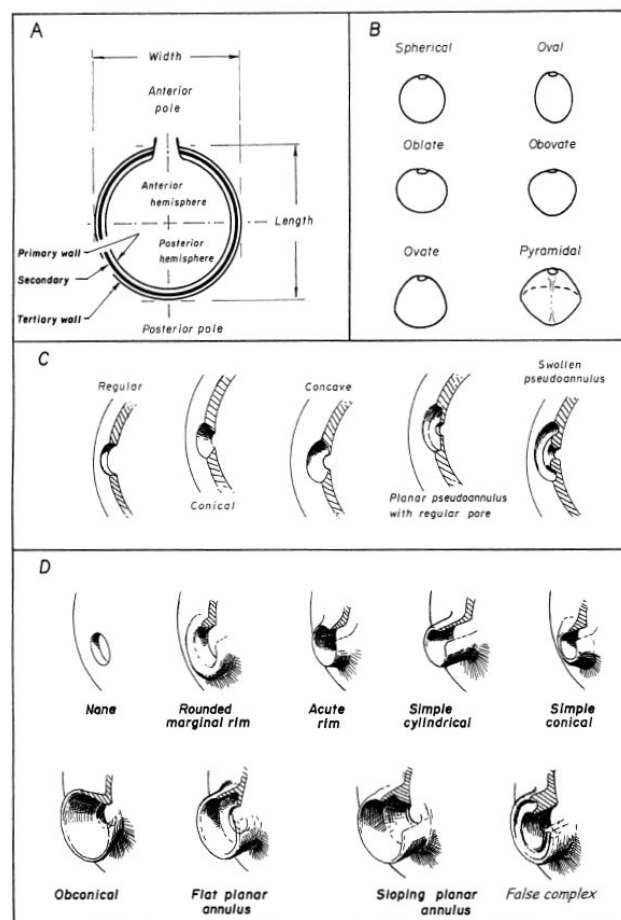 A
Width
Anterior
pole
Anterior
hemisphere
Length
Primary wall
Posterior
hemisphere
Secondary
Tertiary wall
Posterior pole
B
Spherical
Oval
Oblate
Obovate
Ovate
Pyramidal
C
Regular
Conical
Concave
Planar pseudoannulus
with regular pore
Swollen
pseudoannulus
D
None
Rounded
marginal rim
Acute
rim
Simple
cylindrical
Simple
conical
Obconical
Flat planar
annulus
Sloping planar
annulus
False complex